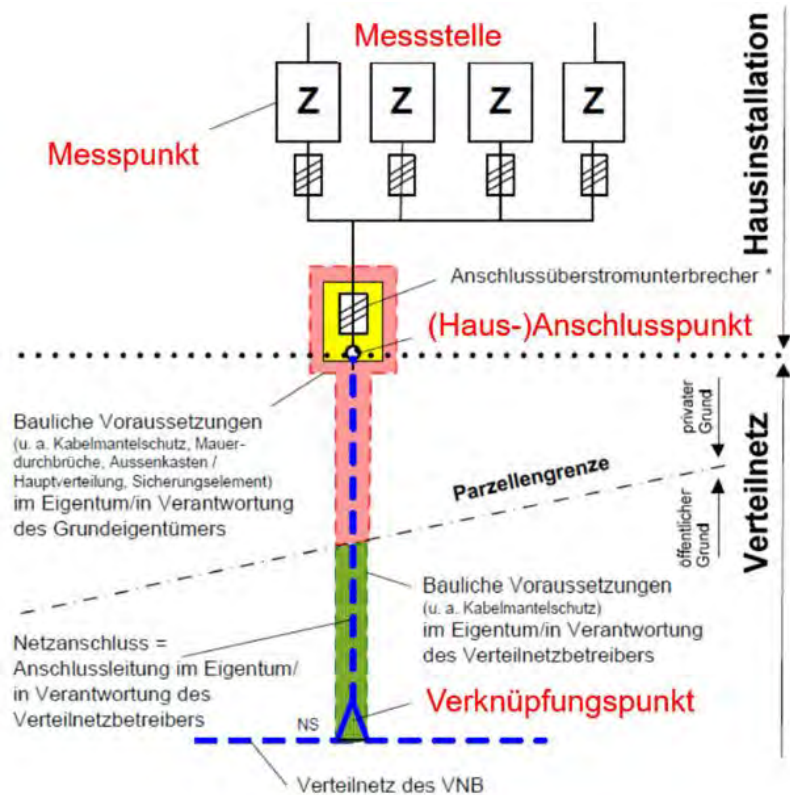 Messstelle
Z Z Z Z
Messpunkt
Hausinstallation
Anschlussüberstromunterbrecher *
(Haus-)Anschlusspunkt
Bauliche Voraussetzungen
(u. a. Kabelmantelschutz, Mauer-
durchbrüche, Aussenkasten /
Hauptverteilung, Sicherungselement)
im Eigentum/in Verantwortung
des Grundeigentümers
privater
Grund
Parzellengrenze
öffentlicher
Grund
Verteilnetz
Bauliche Voraussetzungen
(u. a. Kabelmantelschutz)
im Eigentum/in Verantwortung
des Verteilnetzbetreibers
Netzanschluss =
Anschlussleitung im Eigentum/
in Verantwortung des
Verteilnetzbetreibers
Verknüpfungspunkt
NS
Verteilnetz des VNB